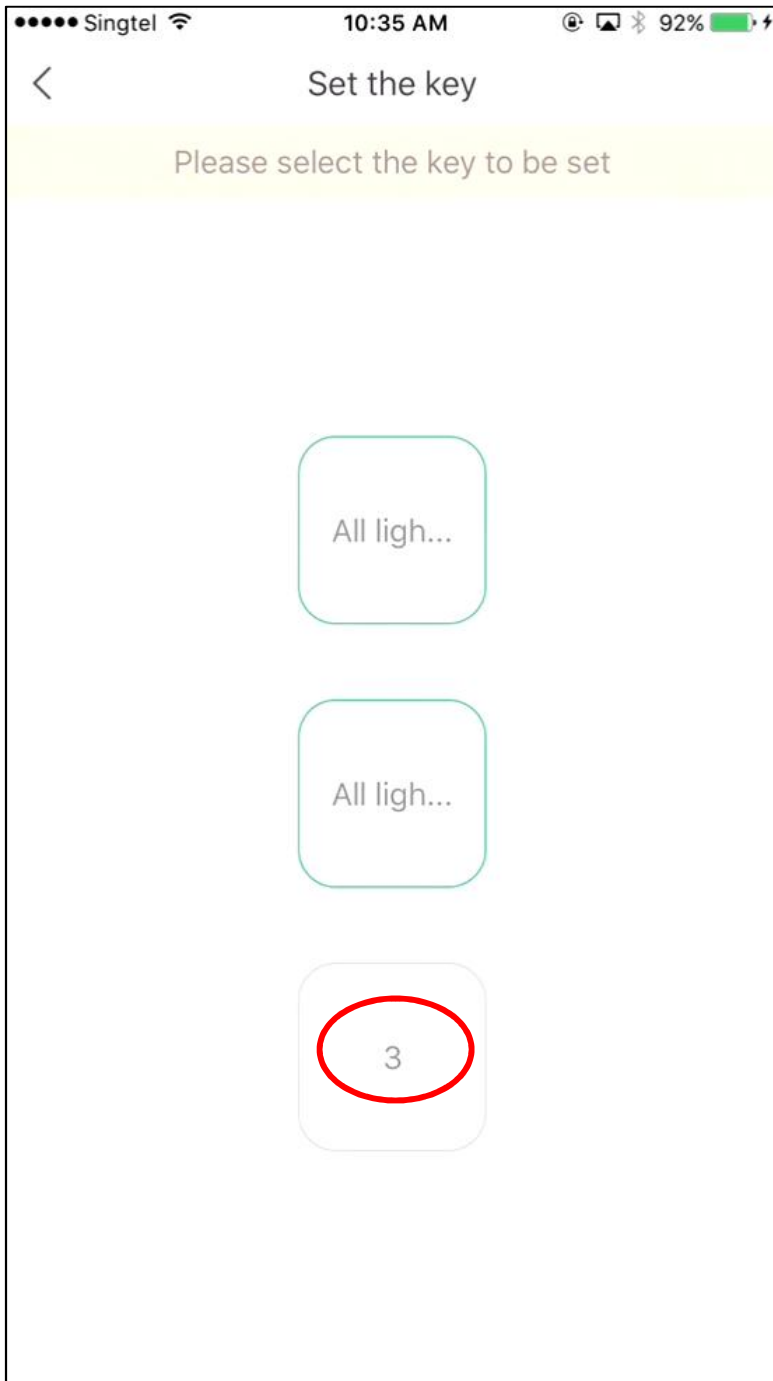 Singtel 10:35 AM 92%
Set the key
Please select the key to be set
All ligh...
All ligh...
3